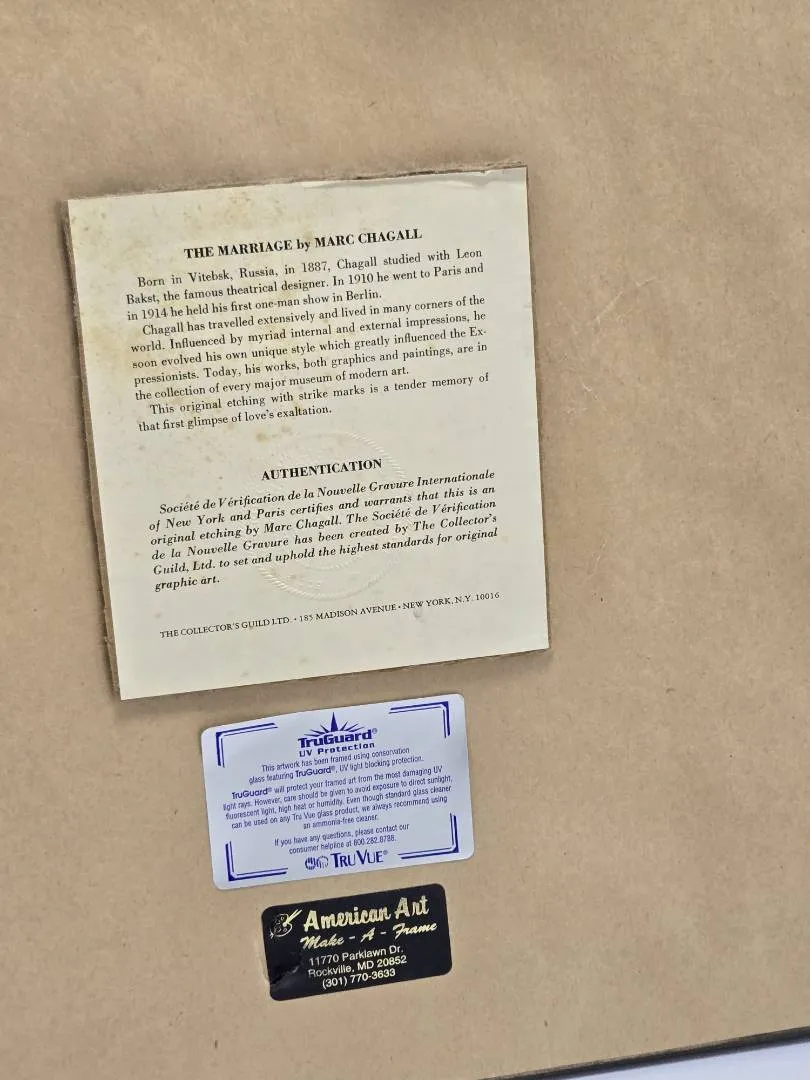 THE MARRIAGE by MARC CHAGALL
Born in Vitebsk, Russia, in 1887, Chagall studied with Leon
Bakst, the famous theatrical designer. In 1910 he went to Paris and
in 1914 he held his first one-man show in Berlin.
Chagall has travelled extensively and lived in many corners of the
world. Influenced by myriad internal and external impressions, he
soon evolved his own unique style which greatly influenced the Ex-
pressionists. Today, his works, both graphics and paintings, are in
the collection of every major museum of modern art.
This original etching with strike marks is a tender memory of
that first glimpse of love's exaltation.
AUTHENTICATION
Société de Vérification de la Nouvelle Gravure Internationale
of New York and Paris certifies and warrants that this is an
original etching by Marc Chagall. The Société de Vérification
de la Nouvelle Gravure has been created by The Collector's
Guild, Ltd. to set and uphold the highest standards for original
graphic art.
THE COLLECTOR'S GUILD LTD. • 185 MADISON AVENUE • NEW YORK, N.Y. 10016
TruGuard®
UV Protection
This artwork has been framed using conservation
glass featuring TruGuard®, UV light blocking protection.
TruGuard® will protect your framed art from the most damaging UV
light rays. However, care should be given to avoid exposure to direct sunlight,
fluorescent light, high heat or humidity. Even though standard glass cleaner
can be used on any Tru Vue glass product, we always recommend using
an ammonia-free cleaner.
If you have any questions, please contact our
consumer helpline at 800.282.8788.
TRU VUE®
American Art
Make - A - Frame
11770 Parklawn Dr.
Rockville, MD 20852
(301) 770-3633